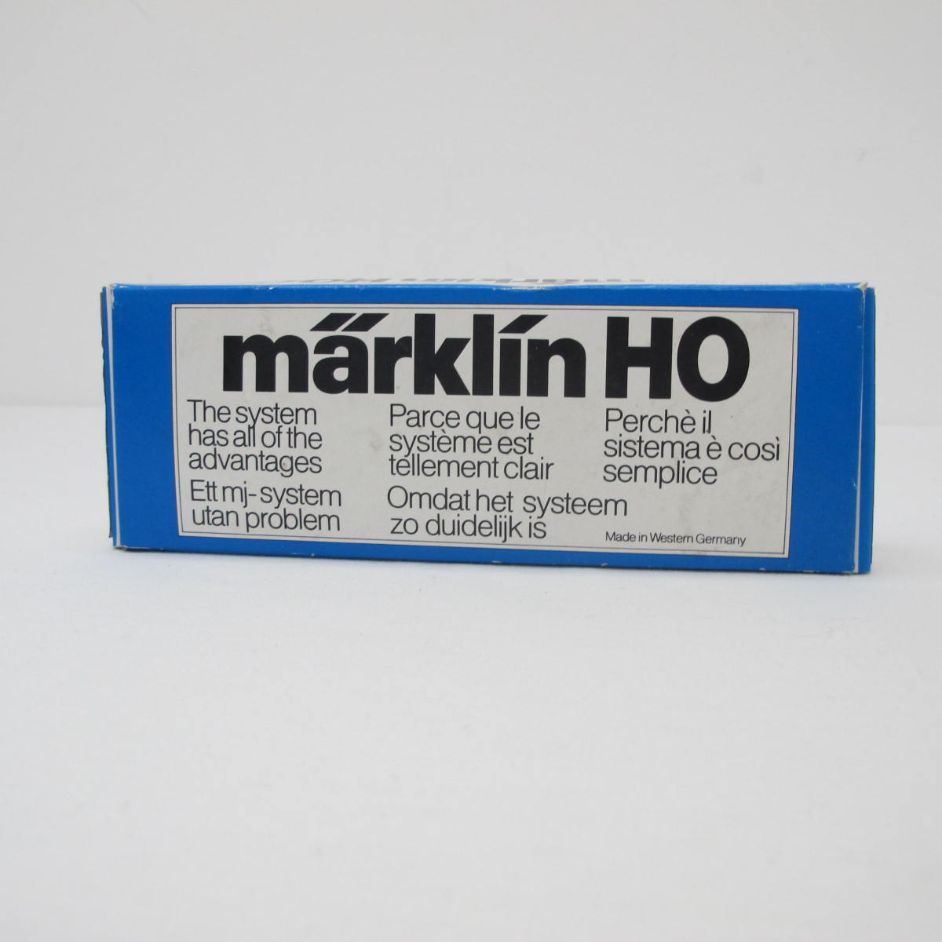 märklin HO
The system
has all of the
advantages
Parce que le
système est
tellement clair
Perchè il
sistema è così
semplice
Ett mj-system
utan problem
Omdat het systeem
zo duidelijk is
Made in Western Germany